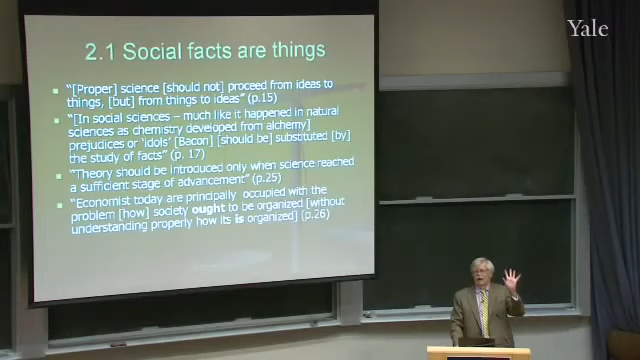 Yale
2.1 Social facts are things
"[Proper] science [should not] proceed from ideas to
things, [but] from things to ideas" (p.15)
"[In social sciences – much like it happened in natural
sciences as chemistry developed from alchemy]
prejudices or 'idols' [Bacon] [should be] substituted [by]
the study of facts" (p. 17)
"Theory should be introduced only when science reached
a sufficient stage of advancement" (p.25)
"Economist today are principally occupied with the
problem [how] society ought to be organized [without
understanding properly how its is organized] (p.26)